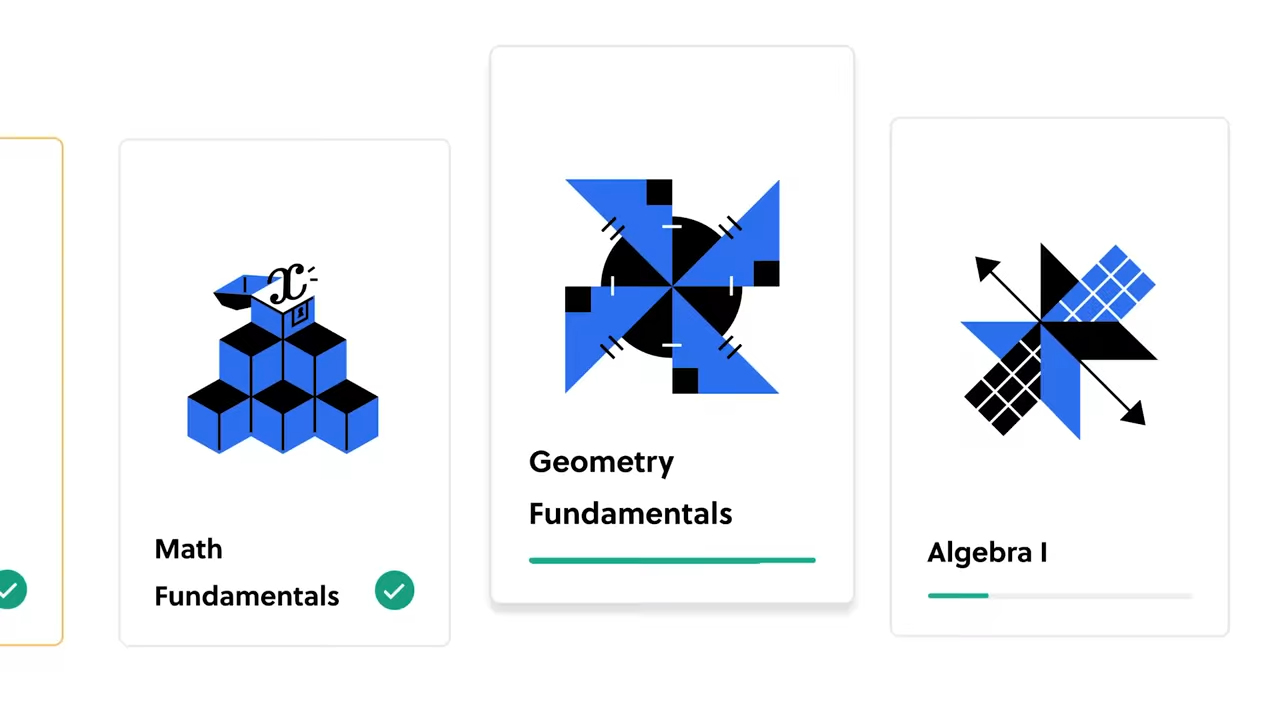 x
Math
Fundamentals
Geometry
Fundamentals
Algebra I